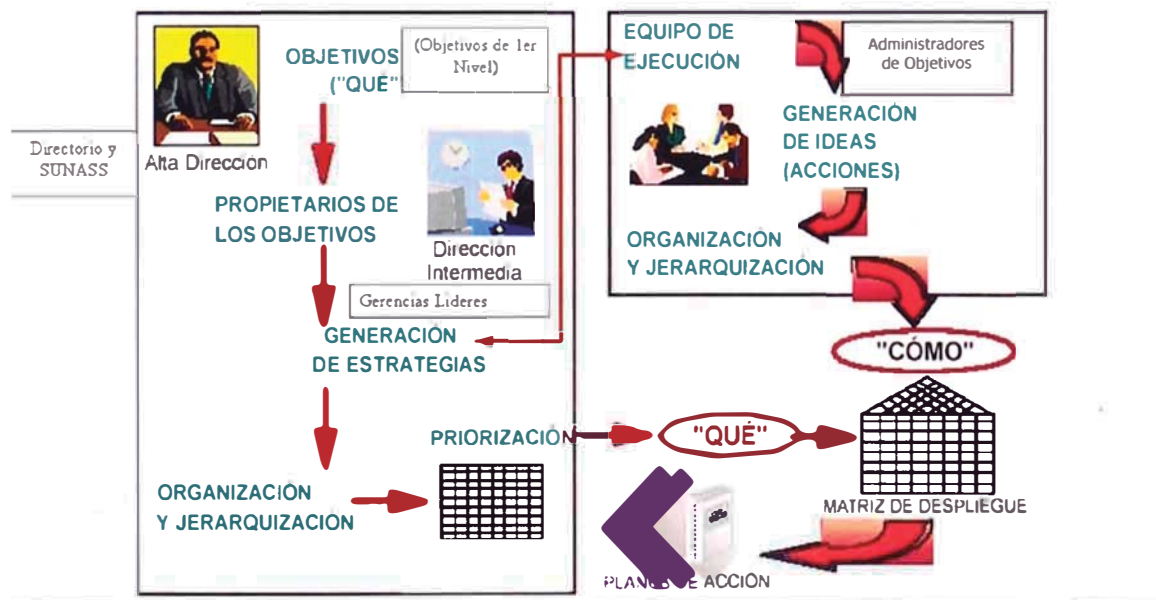 Directorio y
SUNASS
Alta Dirección
OBJETIVOS
("QUÉ"
(Objetivos de 1er
Nivel)
PROPIETARIOS DE
LOS OBJETIVOS
Dirección
Intermedia
Gerencias Lideres
GENERACIÓN
DE ESTRATEGIAS
ORGANIZACIÓN
Y JERARQUIZACIÓN
PRIORIZACIÓN
EQUIPO DE
EJECUCIÓN
Administradores
de Objetivos
GENERACIÓN
DE IDEAS
(ACCIONES)
ORGANIZACIÓN
Y JERARQUIZACIÓN
"CÓMO"
"QUÉ"
MATRIZ DE DESPLIEGUE
ACCIÓN